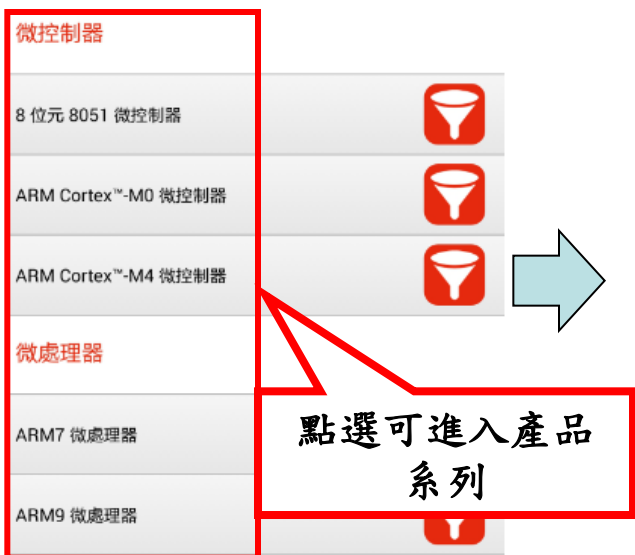 微控制器
8 位元 8051 微控制器
ARM Cortex™-M0 微控制器
ARM Cortex™-M4 微控制器
微處理器
ARM7 微處理器
點選可進入產品
系列
ARM9 微處理器